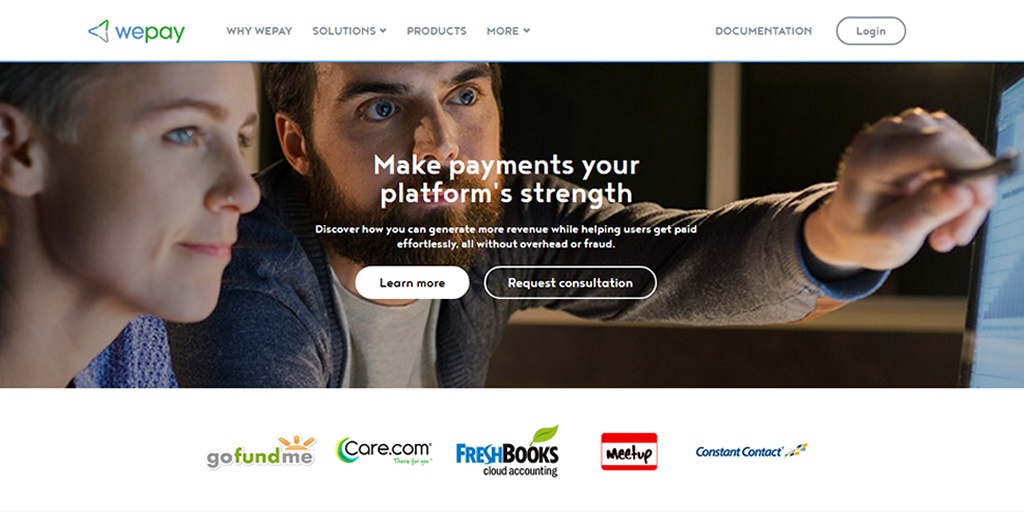 wepay
WHY WEPAY
SOLUTIONS
PRODUCTS
MORE
DOCUMENTATION
Login
Make payments your
platform's strength
Discover how you can generate more revenue while helping users get paid
effortlessly, all without overhead or fraud.
Learn more
Request consultation
gofundme
Care.com®
There for you™
FRESHBOOKS
cloud accounting
meetup
Constant Contact®